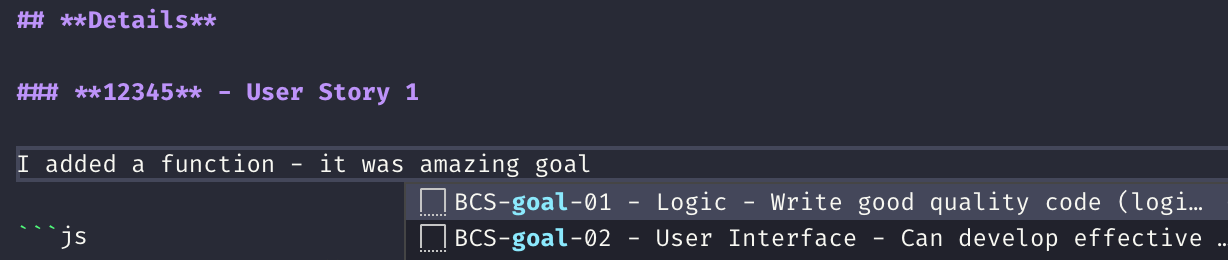 ## **Details**
### **12345** - User Story 1
I added a function - it was amazing goal
BCS-goal-01 - Logic - Write good quality code (logi…
```js
BCS-goal-02 - User Interface - Can develop effective …